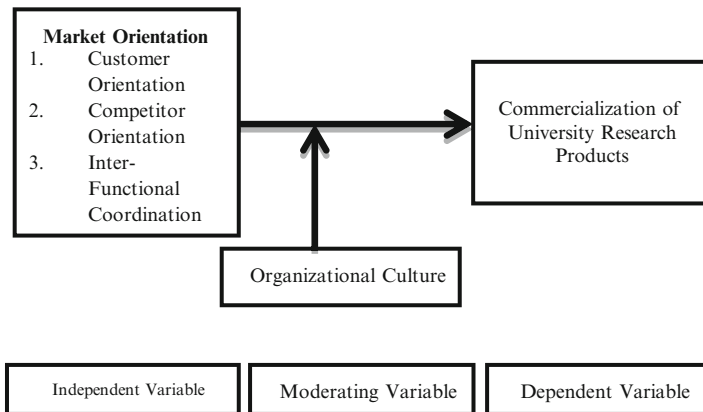 Market Orientation
1. Customer
Orientation
2. Competitor
Orientation
3. Inter-
Functional
Coordination
Commercialization of
University Research
Products
Organizational Culture
Independent Variable
Moderating Variable
Dependent Variable